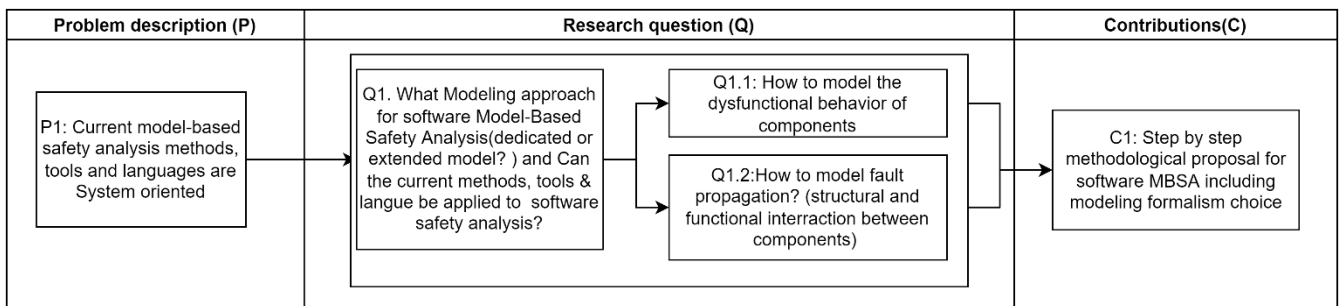 Problem description (P)
Research question (Q)
Contributions(C)
P1: Current model-based
safety analysis methods,
tools and languages are
System oriented
Q1. What Modeling approach
for software Model-Based
Safety Analysis(dedicated or
extended model? ) and Can
the current methods, tools &
langue be applied to software
safety analysis?
Q1.1: How to model the
dysfunctional behavior of
components
Q1.2:How to model fault
propagation? (structural and
functional interraction between
components)
C1: Step by step
methodological proposal for
software MBSA including
modeling formalism choice